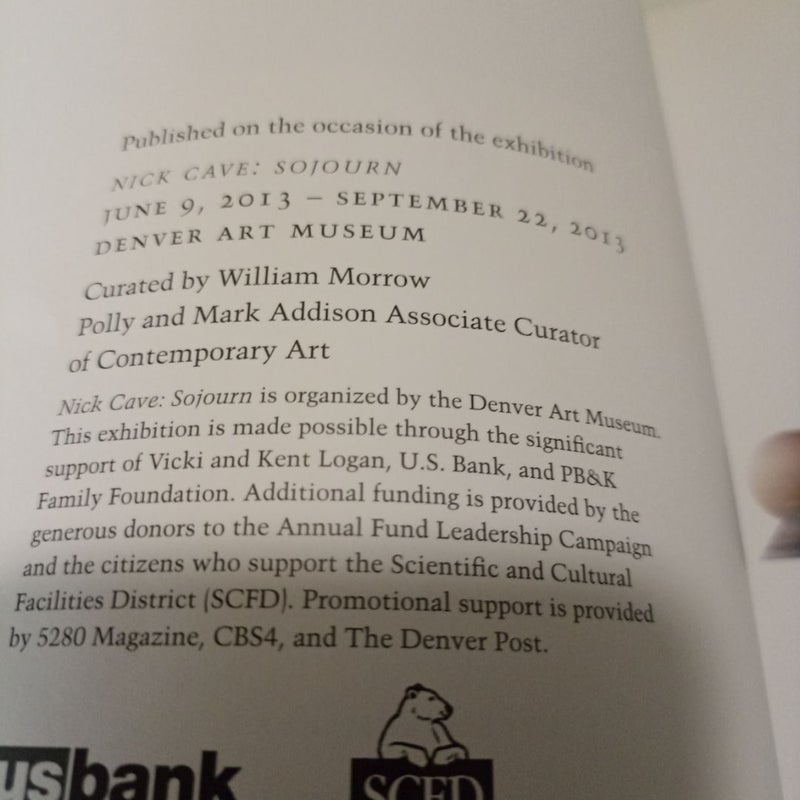 Published on the occasion of the exhibition
NICK CAVE: SOJOURN
JUNE 9, 2013 – SEPTEMBER 22, 2013
DENVER ART MUSEUM
Curated by William Morrow
Polly and Mark Addison Associate Curator
of Contemporary Art
Nick Cave: Sojourn is organized by the Denver Art Museum.
This exhibition is made possible through the significant
support of Vicki and Kent Logan, U.S. Bank, and PB&K
Family Foundation. Additional funding is provided by the
generous donors to the Annual Fund Leadership Campaign
and the citizens who support the Scientific and Cultural
Facilities District (SCFD). Promotional support is provided
by 5280 Magazine, CBS4, and The Denver Post.
usbank
SCFD